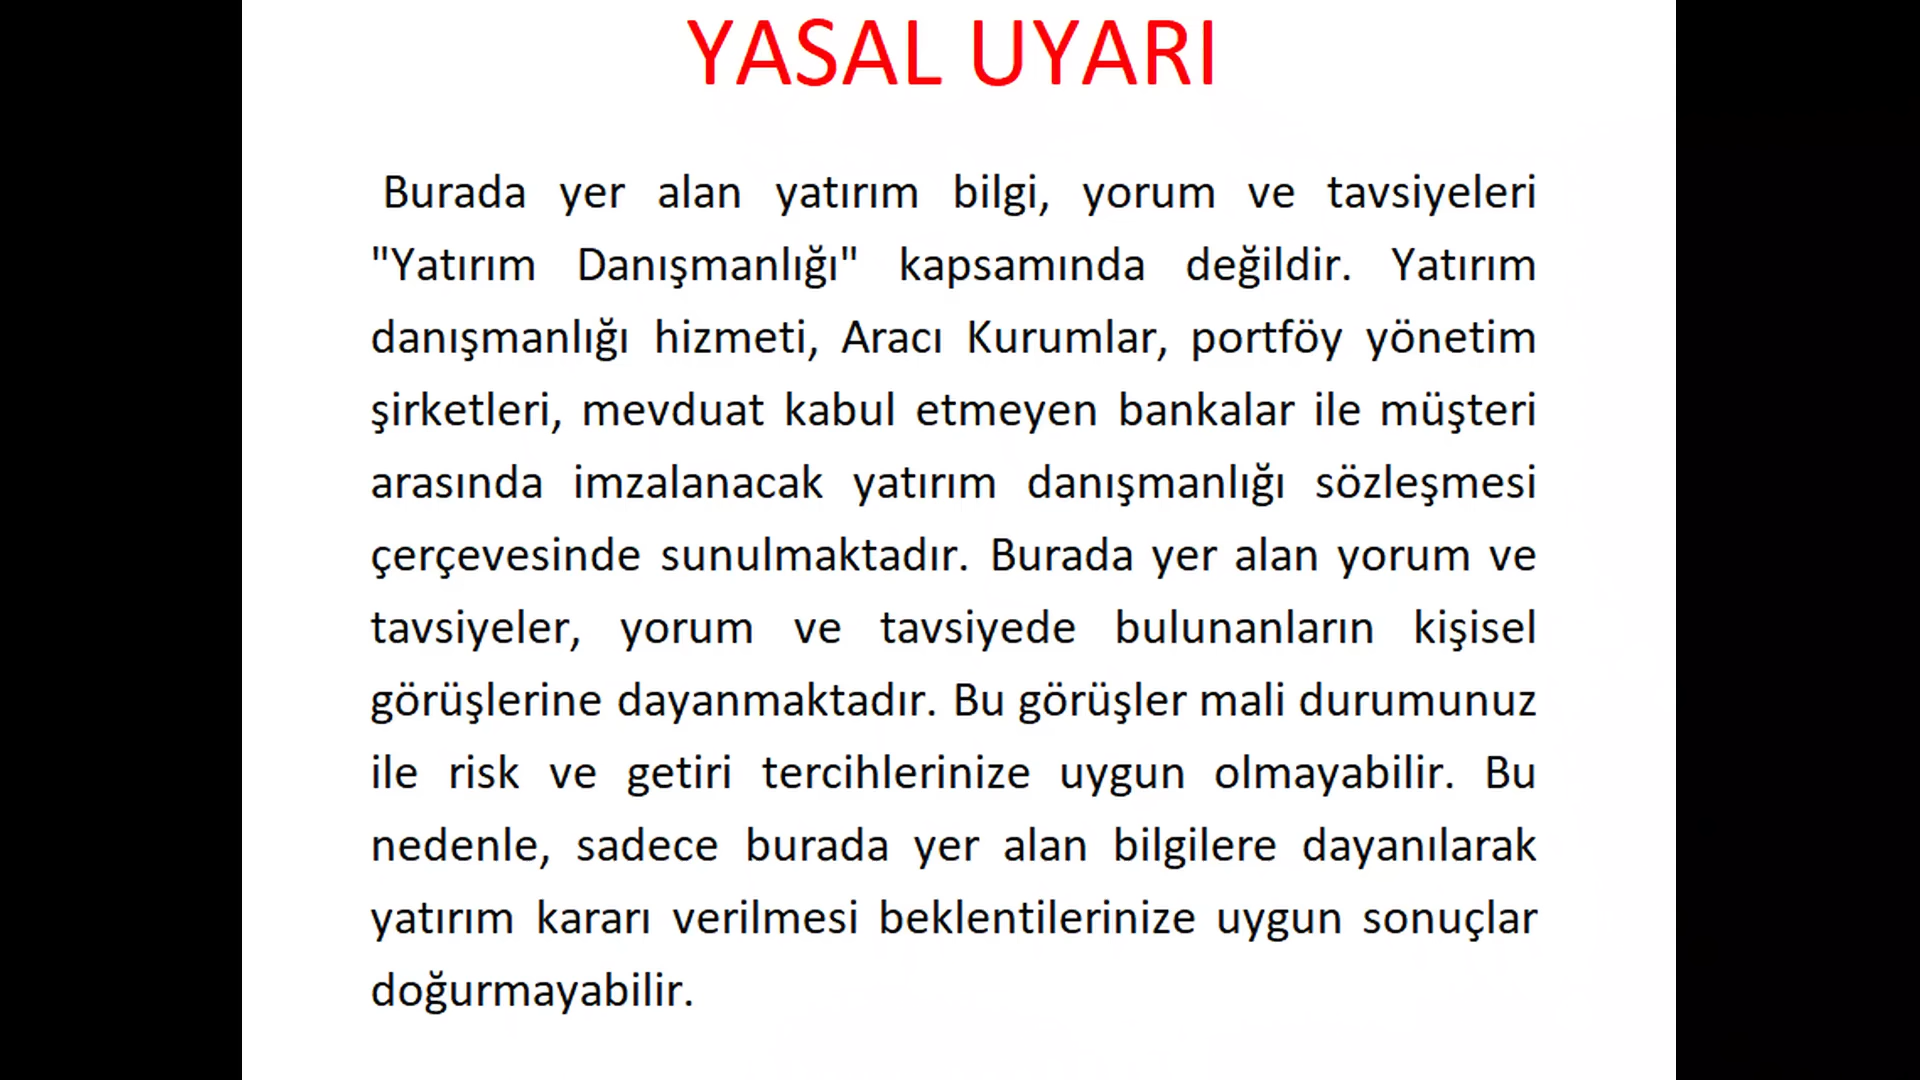 YASAL UYARI
Burada yer alan yatırım bilgi, yorum ve tavsiyeleri
"Yatırım Danışmanlığı" kapsamında değildir. Yatırım
danışmanlığı hizmeti, Aracı Kurumlar, portföy yönetim
şirketleri, mevduat kabul etmeyen bankalar ile müşteri
arasında imzalanacak yatırım danışmanlığı sözleşmesi
çerçevesinde sunulmaktadır. Burada yer alan yorum ve
tavsiyeler, yorum ve tavsiyede bulunanların kişisel
görüşlerine dayanmaktadır. Bu görüşler mali durumunuz
ile risk ve getiri tercihlerinize uygun olmayabilir. Bu
nedenle, sadece burada yer alan bilgilere dayanılarak
yatırım kararı verilmesi beklentilerinize uygun sonuçlar
doğurmayabilir.